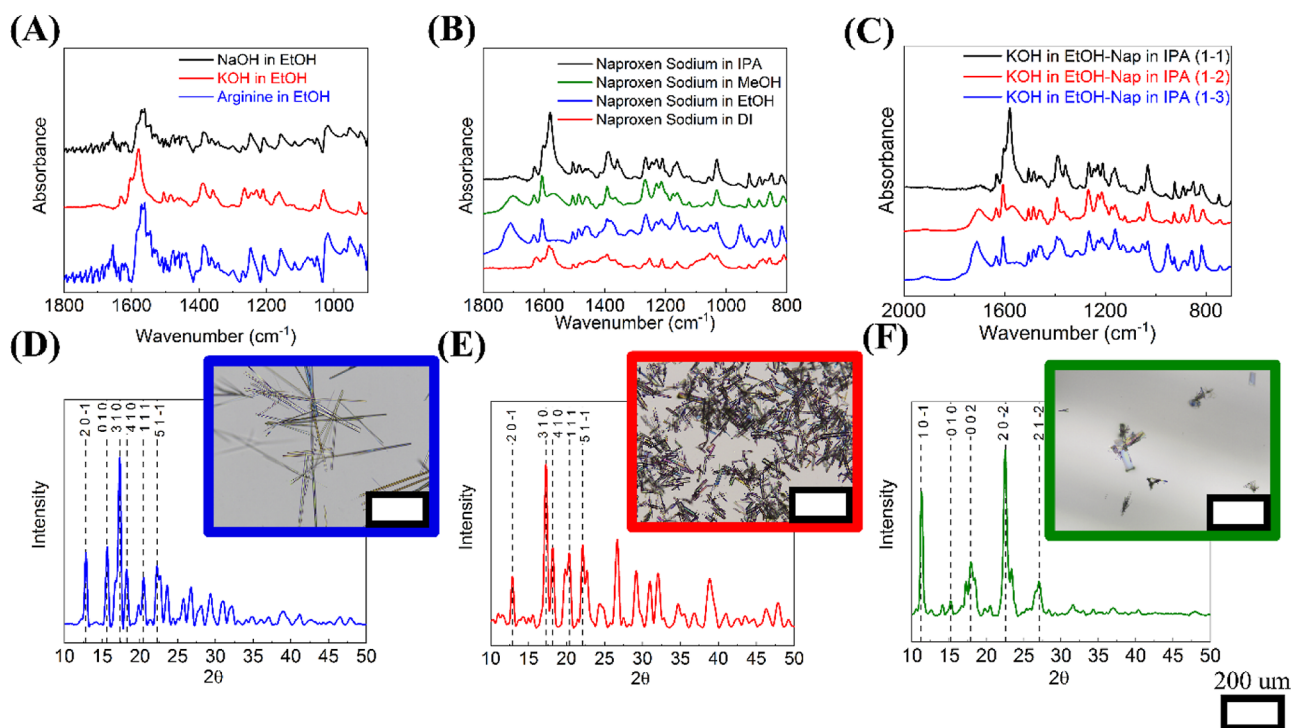 (A)
NaOH in EtOH
KOH in EtOH
Arginine in EtOH
Absorbance
1800 1600 1400 1200 1000
Wavenumber (cm-1)
(B)
Naproxen Sodium in IPA
Naproxen Sodium in MeOH
Naproxen Sodium in EtOH
Naproxen Sodium in DI
Absorbance
1800 1600 1400 1200 1000 800
Wavenumber (cm-1)
(C)
KOH in EtOH-Nap in IPA (1-1)
KOH in EtOH-Nap in IPA (1-2)
KOH in EtOH-Nap in IPA (1-3)
Absorbance
2000 1600 1200 800
Wavenumber (cm-1)
(D)
2 0 -1
0 1 0
3 1 0
4 1 0
1 1 1
5 1 -1
Intensity
10 15 20 25 30 35 40 45 50
2θ
(E)
2 0 -1
3 1 0
4 1 0
1 1 1
5 1 -1
Intensity
10 20 30 40 50
2θ
(F)
1 0 -1
0 1 0
0 0 2
2 0 -2
2 1 -2
Intensity
10 15 20 25 30 35 40 45 50
2θ
200 um